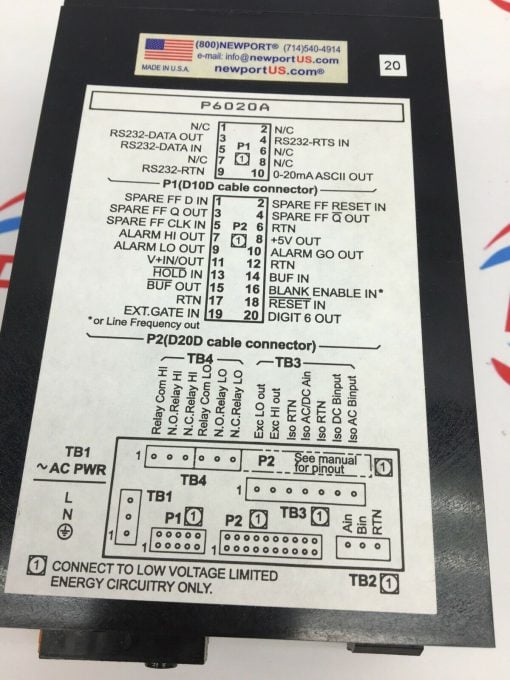 (800)NEWPORT® (714)540-4914
e-mail: info@newportUS.com
MADE IN U.S.A. newportUS.com®
20
P6020A
N/C 1 2 N/C
RS232-DATA OUT 3 4 RS232-RTS IN
RS232-DATA IN 5 P1 6 N/C
N/C 7 1 8 N/C
RS232-RTN 9 10 0-20mA ASCII OUT
P1(D10D cable connector)
SPARE FF D IN 1 2 SPARE FF RESET IN
SPARE FF Q OUT 3 4 SPARE FF Q̅ OUT
SPARE FF CLK IN 5 P2 6 RTN
ALARM HI OUT 7 1 8 +5V OUT
ALARM LO OUT 9 10 ALARM GO OUT
V+IN/OUT 11 12 RTN
H̅O̅L̅D̅ IN 13 14 BUF IN
B̅U̅F̅ OUT 15 16 BLANK ENABLE IN*
RTN 17 18 R̅E̅S̅E̅T̅ IN
EXT.GATE IN 19 20 DIGIT 6 OUT
*or Line Frequency out
P2(D20D cable connector)
TB4 TB3
Relay Com HI
N.O.Relay HI
N.C.Relay HI
Relay Com LO
N.O.Relay LO
N.C.Relay LO
Exc LO out
Exc HI out
Iso RTN
Iso AC/DC Ain
Iso RTN
Iso DC Binput
Iso AC Binput
TB1
~AC PWR
L
N
1
TB4
P2 See manual
for pinout 1
1
TB1
1
1
TB3 1
P1 1
1
P2 1
1
Ain
Bin
RTN
1 CONNECT TO LOW VOLTAGE LIMITED
ENERGY CIRCUITRY ONLY.
TB2 1